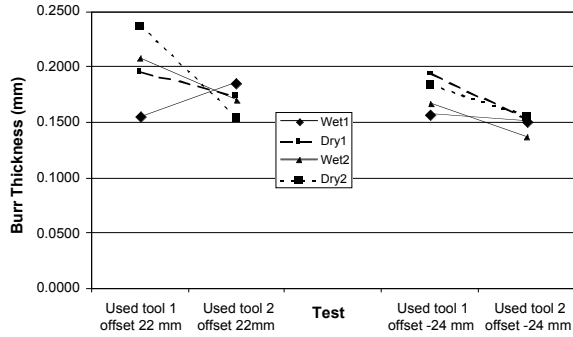 0.2500
0.2000
0.1500
0.1000
0.0500
0.0000
Burr Thickness (mm)
Wet1
Dry1
Wet2
Dry2
Used tool 1
offset 22 mm
Used tool 2
offset 22mm
Test
Used tool 1
offset -24 mm
Used tool 2
offset -24 mm